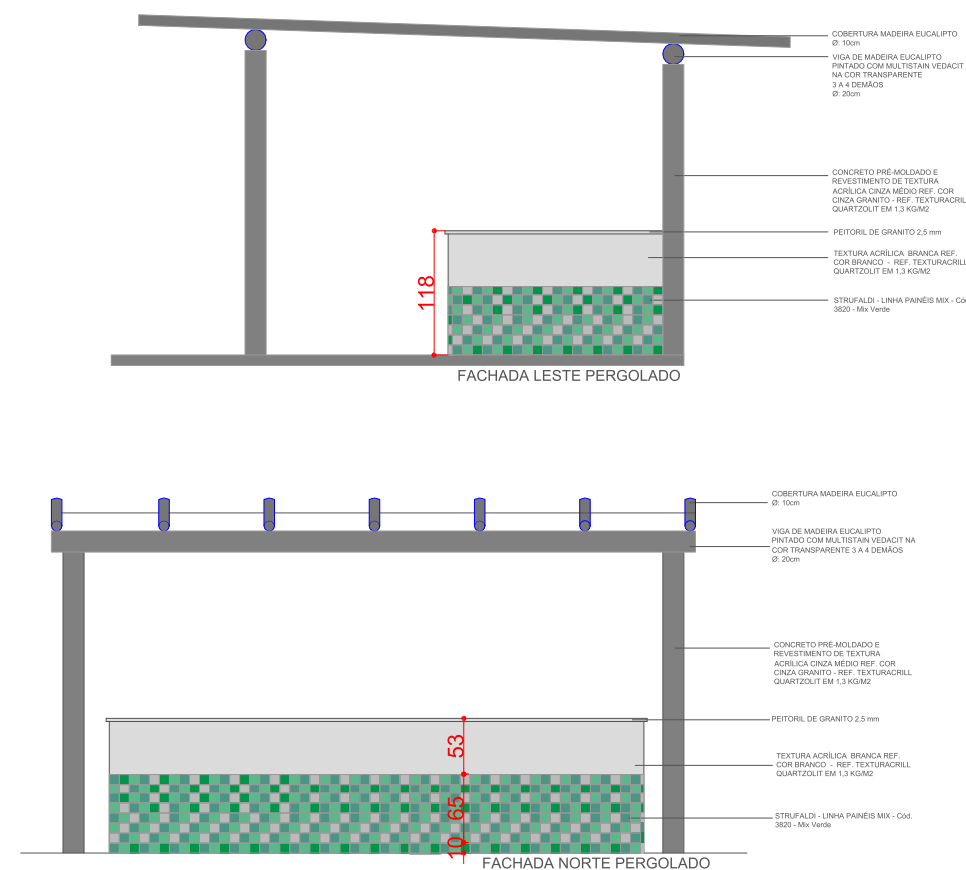 COBERTURA MADEIRA EUCALIPTO
Ø: 10cm
VIGA DE MADEIRA EUCALIPTO
PINTADO COM MULTISTAIN VEDACIT
NA COR TRANSPARENTE
3 A 4 DEMÃOS
Ø: 20cm
CONCRETO PRÉ-MOLDADO E
REVESTIMENTO DE TEXTURA
ACRÍLICA CINZA MÉDIO REF. COR
CINZA GRANITO - REF. TEXTURACRIL
QUARTZOLIT EM 1,3 KG/M2
PEITORIL DE GRANITO 2,5 mm
TEXTURA ACRÍLICA BRANCA REF.
COR BRANCO - REF. TEXTURACRILL
QUARTZOLIT EM 1,3 KG/M2
STRUFALDI - LINHA PAINÉIS MIX - Cód
3820 - Mix Verde
118
FACHADA LESTE PERGOLADO
COBERTURA MADEIRA EUCALIPTO
Ø: 10cm
VIGA DE MADEIRA EUCALIPTO
PINTADO COM MULTISTAIN VEDACIT NA
COR TRANSPARENTE 3 A 4 DEMÃOS
Ø: 20cm
CONCRETO PRÉ-MOLDADO E
REVESTIMENTO DE TEXTURA
ACRÍLICA CINZA MÉDIO REF. COR
CINZA GRANITO - REF. TEXTURACRILL
QUARTZOLIT EM 1,3 KG/M2
PEITORIL DE GRANITO 2,5 mm
TEXTURA ACRÍLICA BRANCA REF.
COR BRANCO - REF. TEXTURACRILL
QUARTZOLIT EM 1,3 KG/M2
STRUFALDI - LINHA PAINÉIS MIX - Cód.
3820 - Mix Verde
53
65
10
FACHADA NORTE PERGOLADO